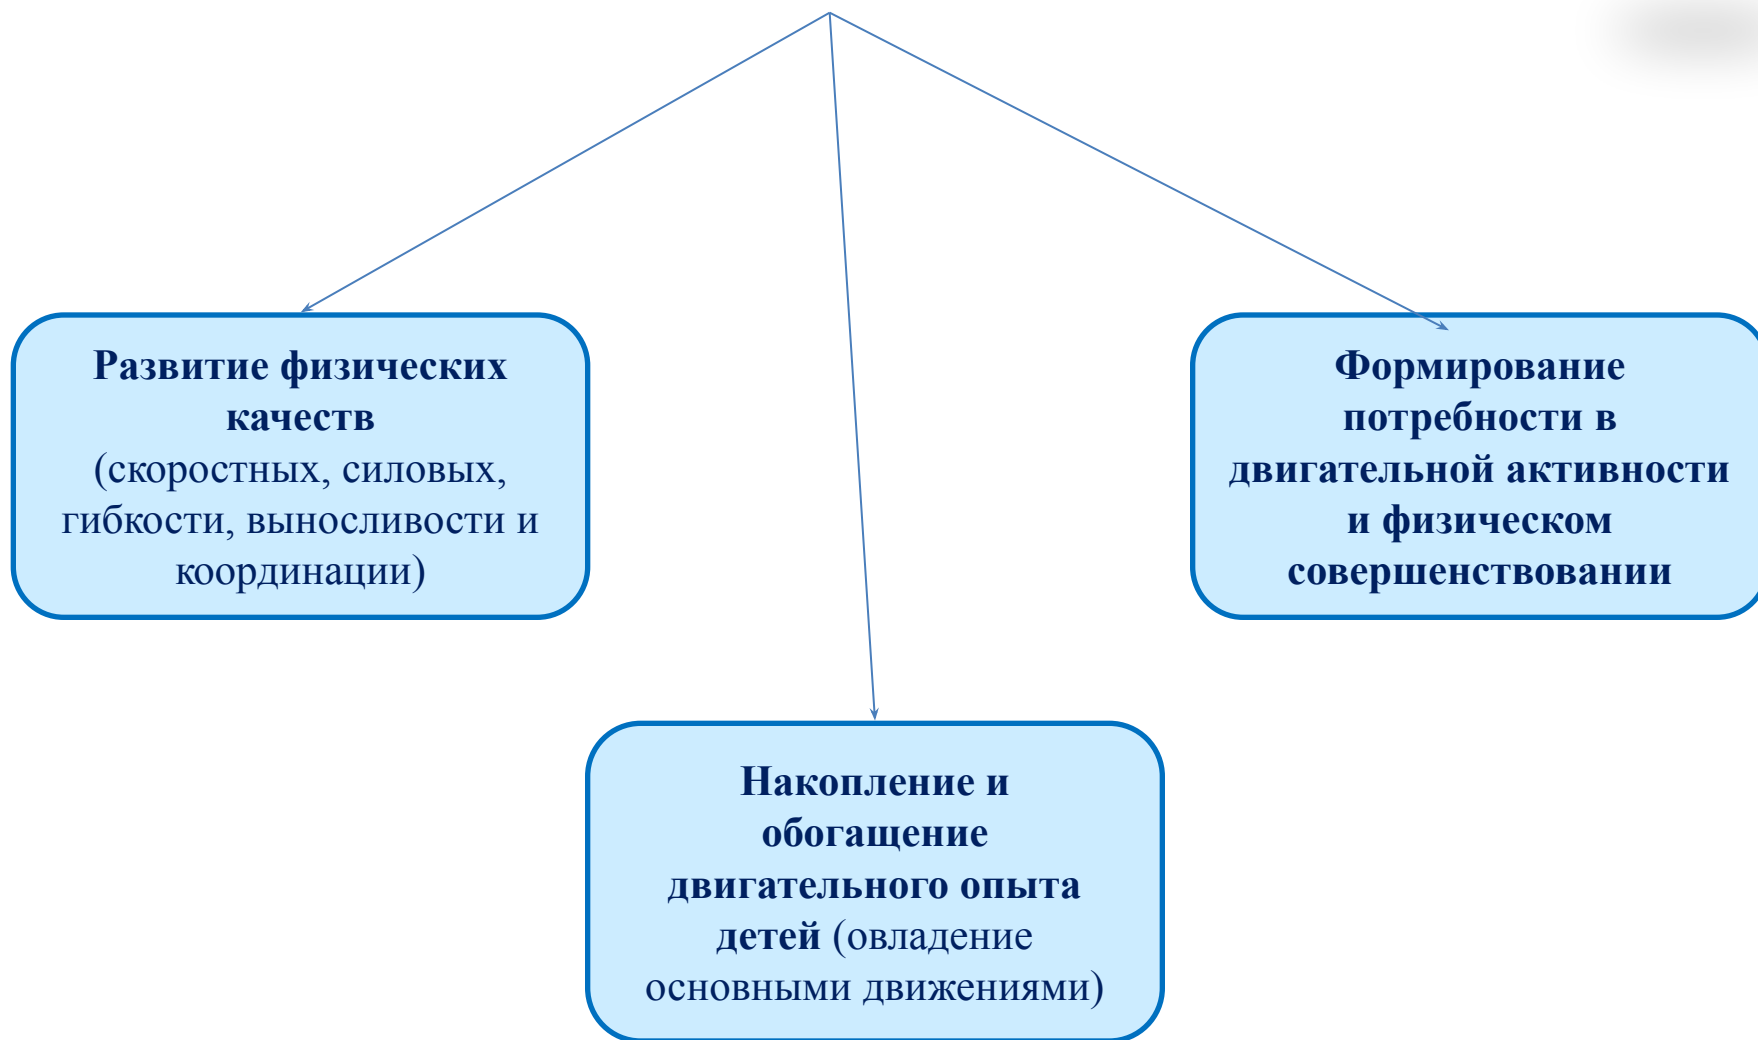 Развитие физических
качеств
(скоростных, силовых,
гибкости, выносливости и
координации)
Формирование
потребности в
двигательной активности
и физическом
совершенствовании
Накопление и
обогащение
двигательного опыта
детей (овладение
основными движениями)